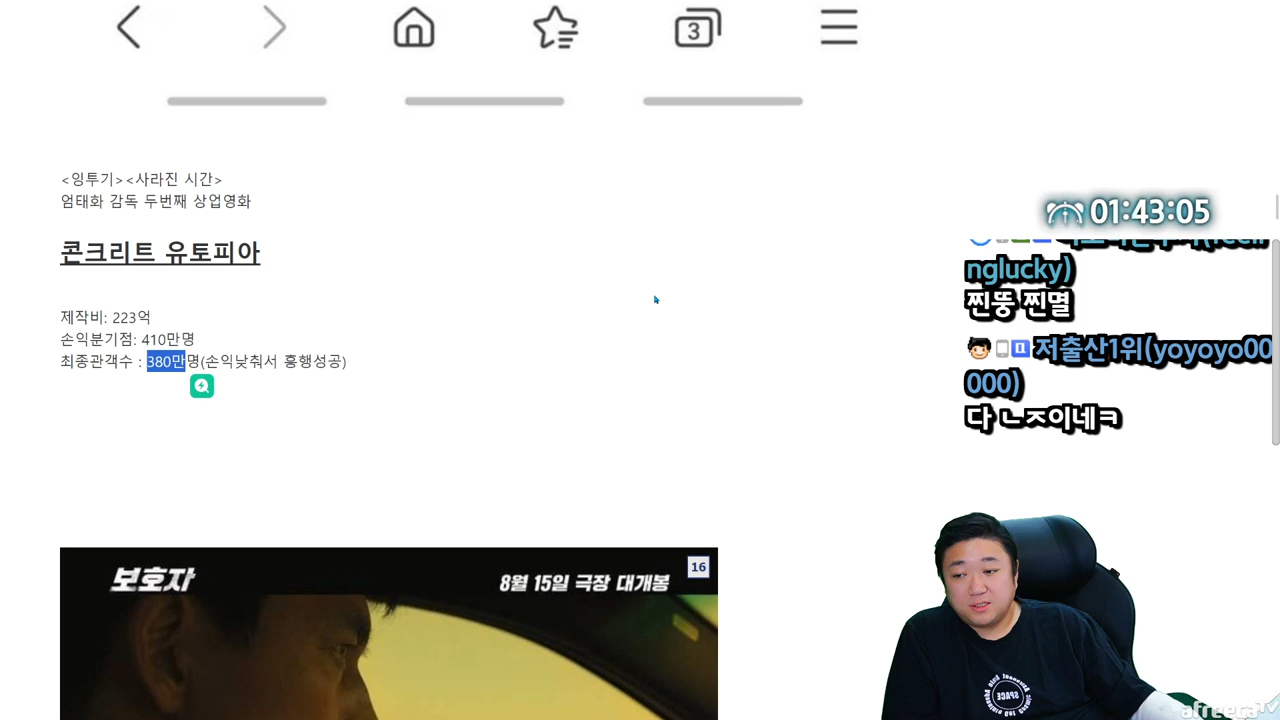 3
<잉투기><사라진 시간>
엄태화 감독 두번째 상업영화
콘크리트 유토피아
제작비: 223억
손익분기점: 410만명
최종관객수 : 380만명(손익낮춰서 흥행성공)
보호자
8월 15일 극장 대개봉
16
01:43:05
nglucky)
찐뚱 찐멸
저출산1위(yoyoyo00
000)
다 ㄴㅈ이네ㅋ
SPACE
afreecaTV